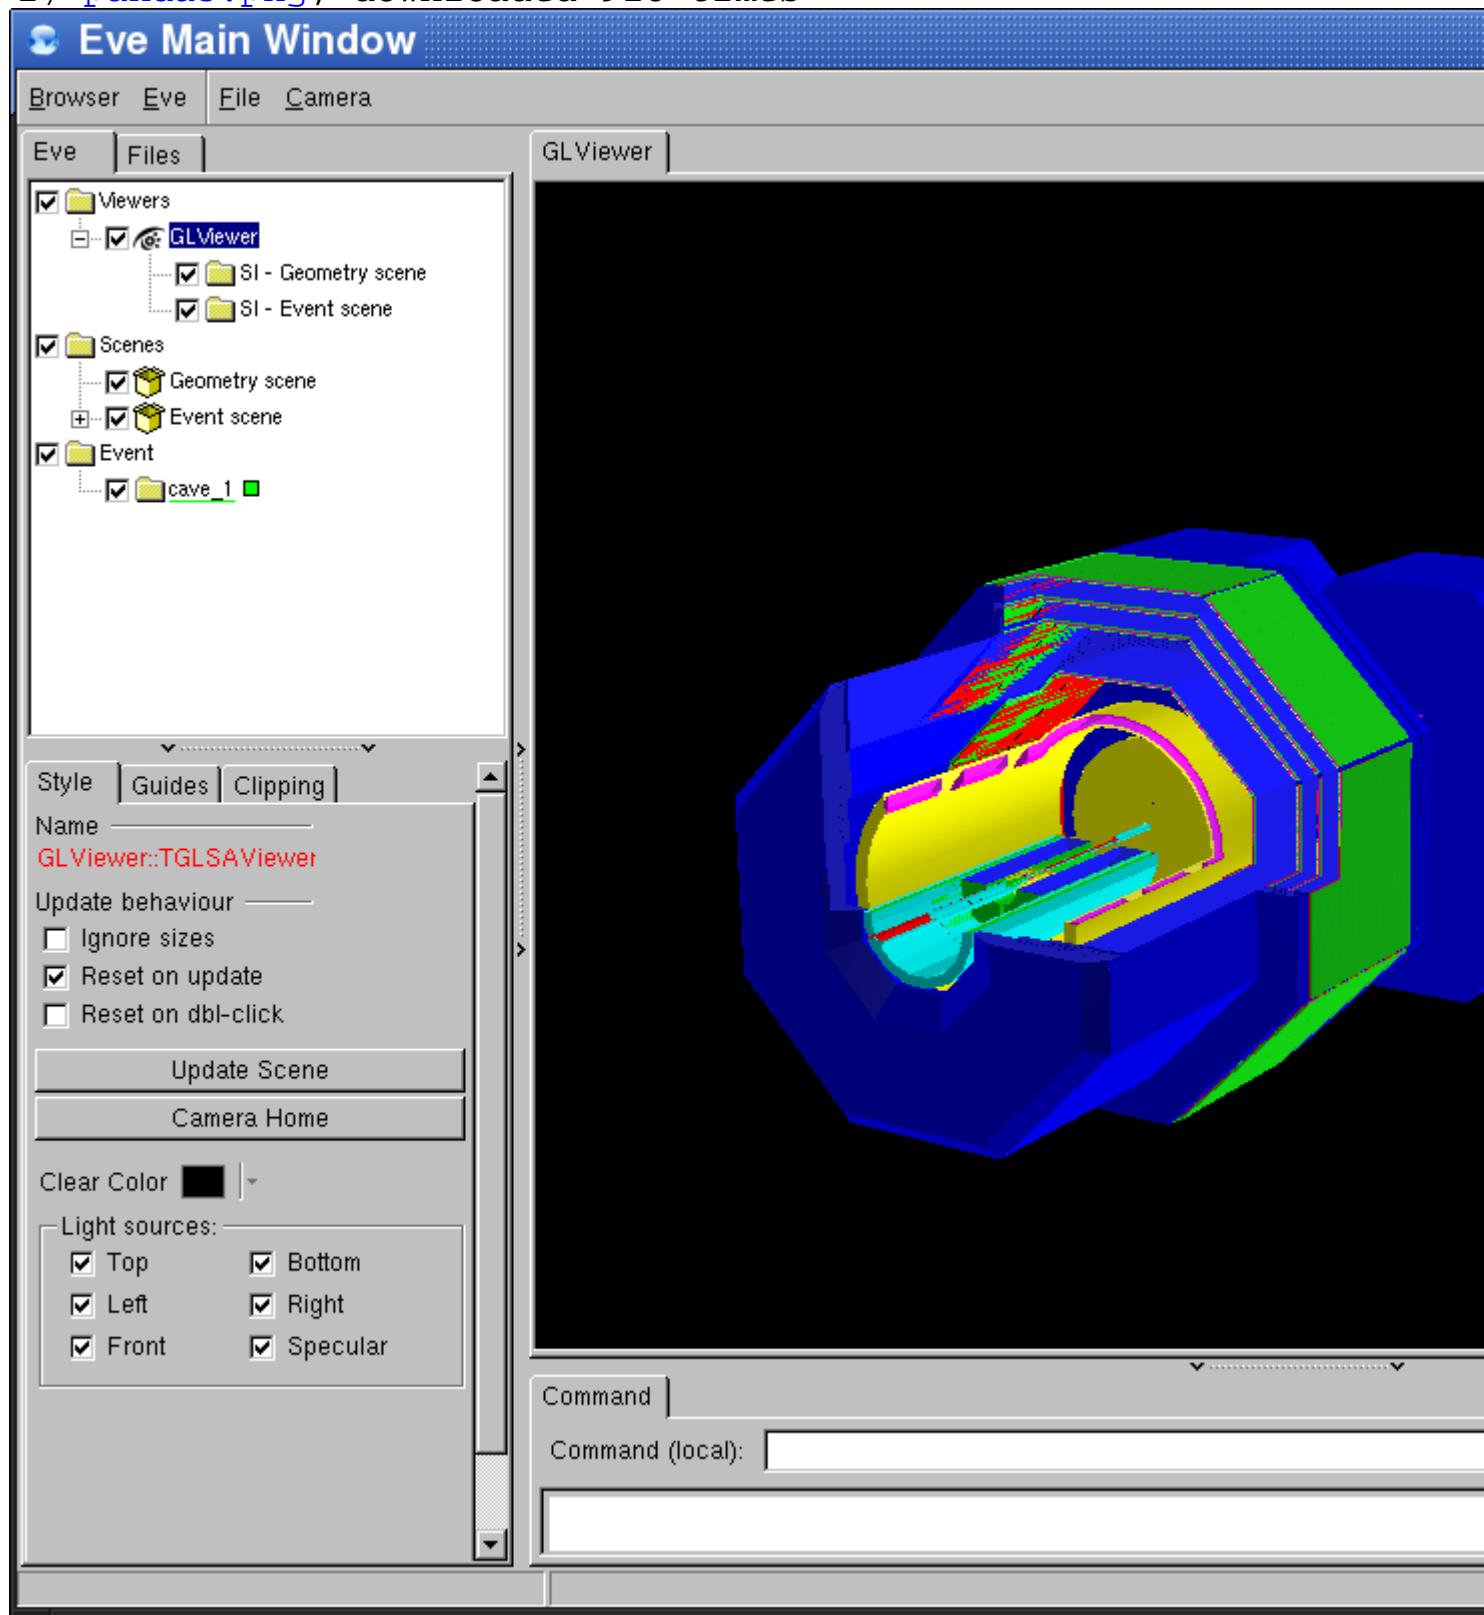 Eve Main Window
Browser Eve File Camera
Eve Files
Viewers
GLViewer
SI - Geometry scene
SI - Event scene
Scenes
Geometry scene
Event scene
Event
cave_1
Style Guides Clipping
Name
GLViewer::TGLSAViewer
Update behaviour
Ignore sizes
Reset on update
Reset on dbl-click
Update Scene
Camera Home
Clear Color
Light sources:
Top Bottom
Left Right
Front Specular
GLViewer
Command
Command (local):